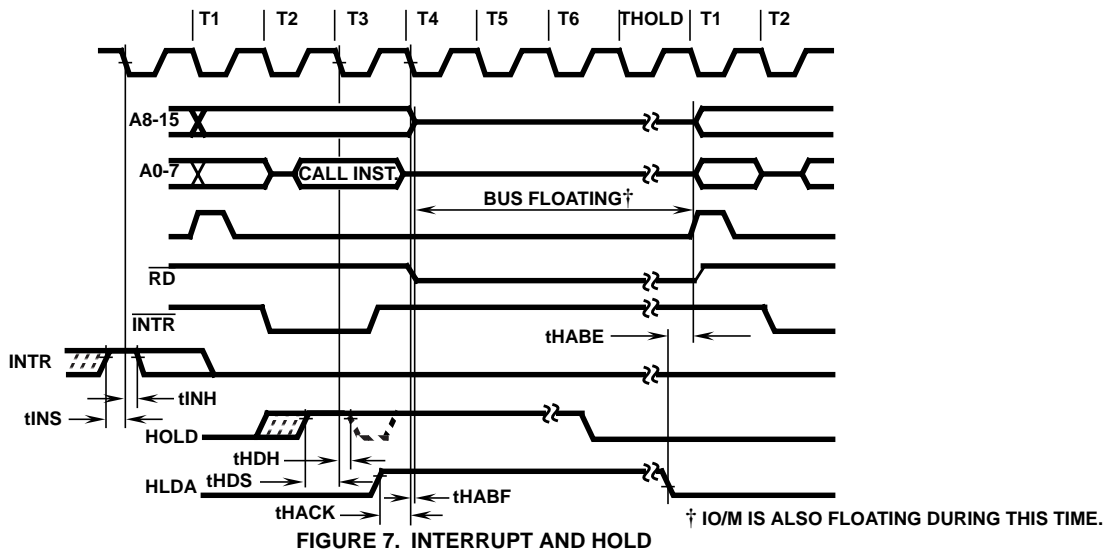 T1 T2 T3 T4 T5 T6 THOLD T1 T2
A8-15
A0-7
CALL INST.
BUS FLOATING†
RD
INTR
tHABE
INTR
tINH
tINS
HOLD
tHDH
tHDS
HLDA
tHABF
tHACK
† IO/M IS ALSO FLOATING DURING THIS TIME.
FIGURE 7. INTERRUPT AND HOLD